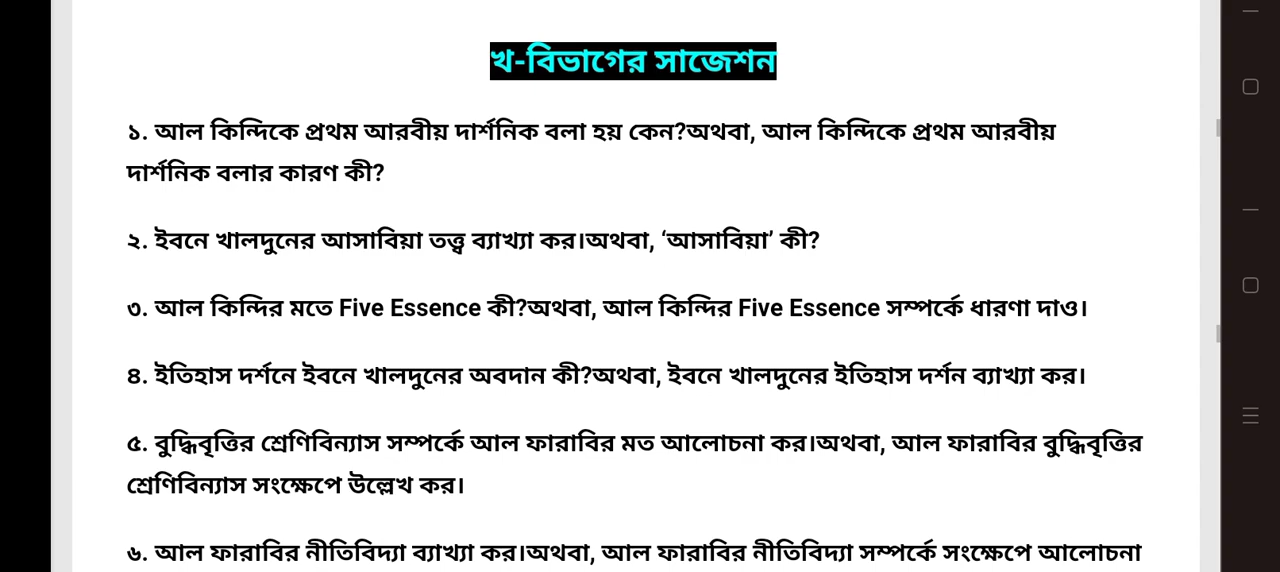 খ-বিভাগের সাজেশন
১. আল কিন্দিকে প্রথম আরবীয় দার্শনিক বলা হয় কেন?অথবা, আল কিন্দিকে প্রথম আরবীয়
দার্শনিক বলার কারণ কী?
২. ইবনে খালদুনের আসাবিয়া তত্ত্ব ব্যাখ্যা কর।অথবা, ‘আসাবিয়া’ কী?
৩. আল কিন্দির মতে Five Essence কী?অথবা, আল কিন্দির Five Essence সম্পর্কে ধারণা দাও।
৪. ইতিহাস দর্শনে ইবনে খালদুনের অবদান কী?অথবা, ইবনে খালদুনের ইতিহাস দর্শন ব্যাখ্যা কর।
৫. বুদ্ধিবৃত্তির শ্রেণিবিন্যাস সম্পর্কে আল ফারাবির মত আলোচনা কর।অথবা, আল ফারাবির বুদ্ধিবৃত্তির
শ্রেণিবিন্যাস সংক্ষেপে উল্লেখ কর।
৬. আল ফারাবির নীতিবিদ্যা ব্যাখ্যা কর।অথবা, আল ফারাবির নীতিবিদ্যা সম্পর্কে সংক্ষেপে আলোচনা